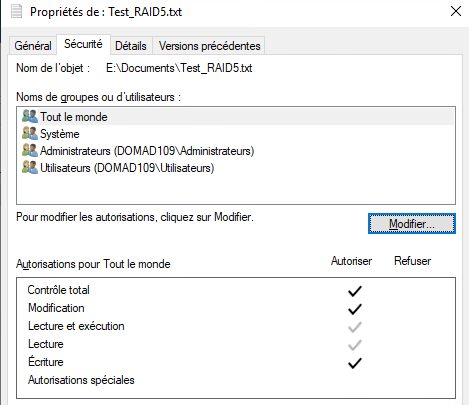 Propriétés de : Test_RAID5.txt
Général Sécurité Détails Versions précédentes
Nom de l'objet : E:\Documents\Test_RAID5.txt
Noms de groupes ou d'utilisateurs :
Tout le monde
Système
Administrateurs (DOMAD109\Administrateurs)
Utilisateurs (DOMAD109\Utilisateurs)
Pour modifier les autorisations, cliquez sur Modifier.
Modifier...
Autorisations pour Tout le monde Autoriser Refuser
Contrôle total
Modification
Lecture et exécution
Lecture
Écriture
Autorisations spéciales